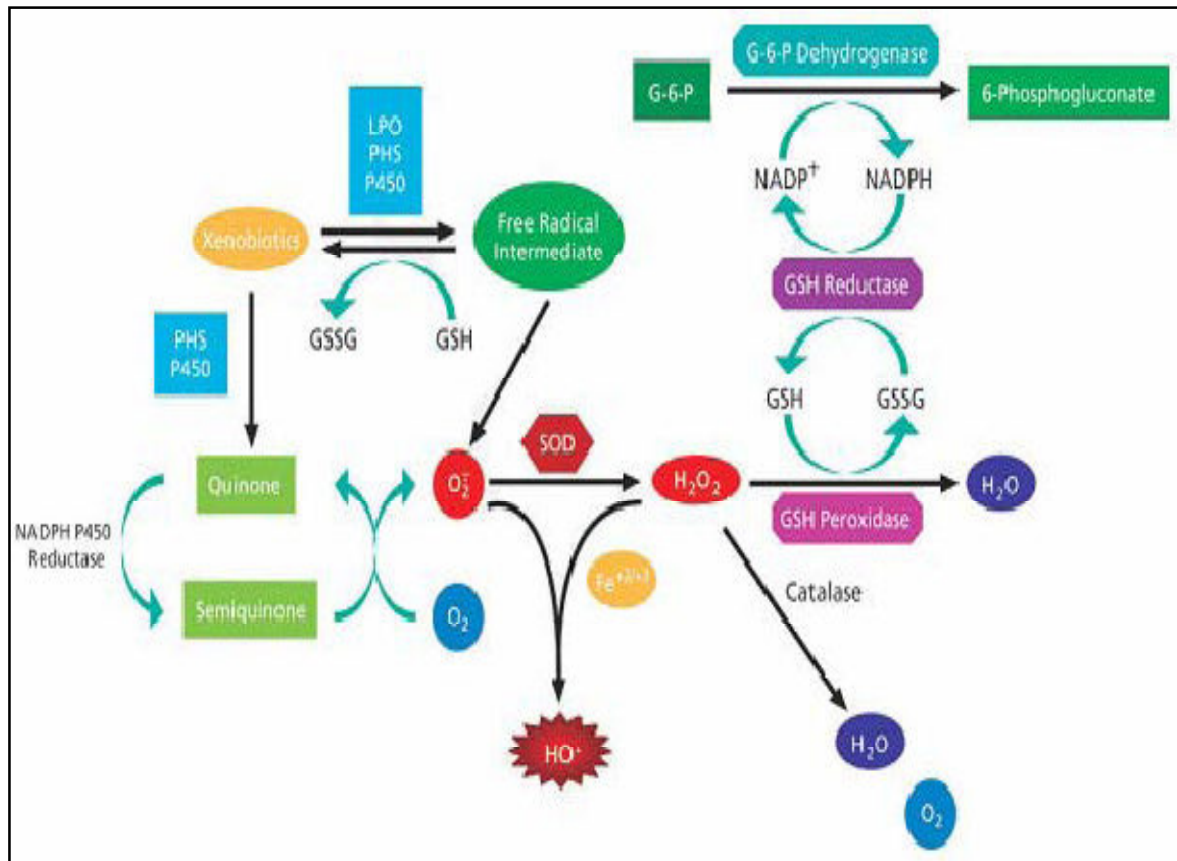 G-6-P Dehydrogenase
G-6-P
6-Phosphogluconate
NADP+
NADPH
GSH Reductase
GSH
GSSG
LPO
PHS
P450
Xenobiotics
Free Radical
Intermediate
GSSG
GSH
PHS
P450
Quinone
NADPH P450
Reductase
Semiquinone
O2-
SOD
H2O2
GSH Peroxidase
H2O
O2
Catalase
HO•
H2O
O2